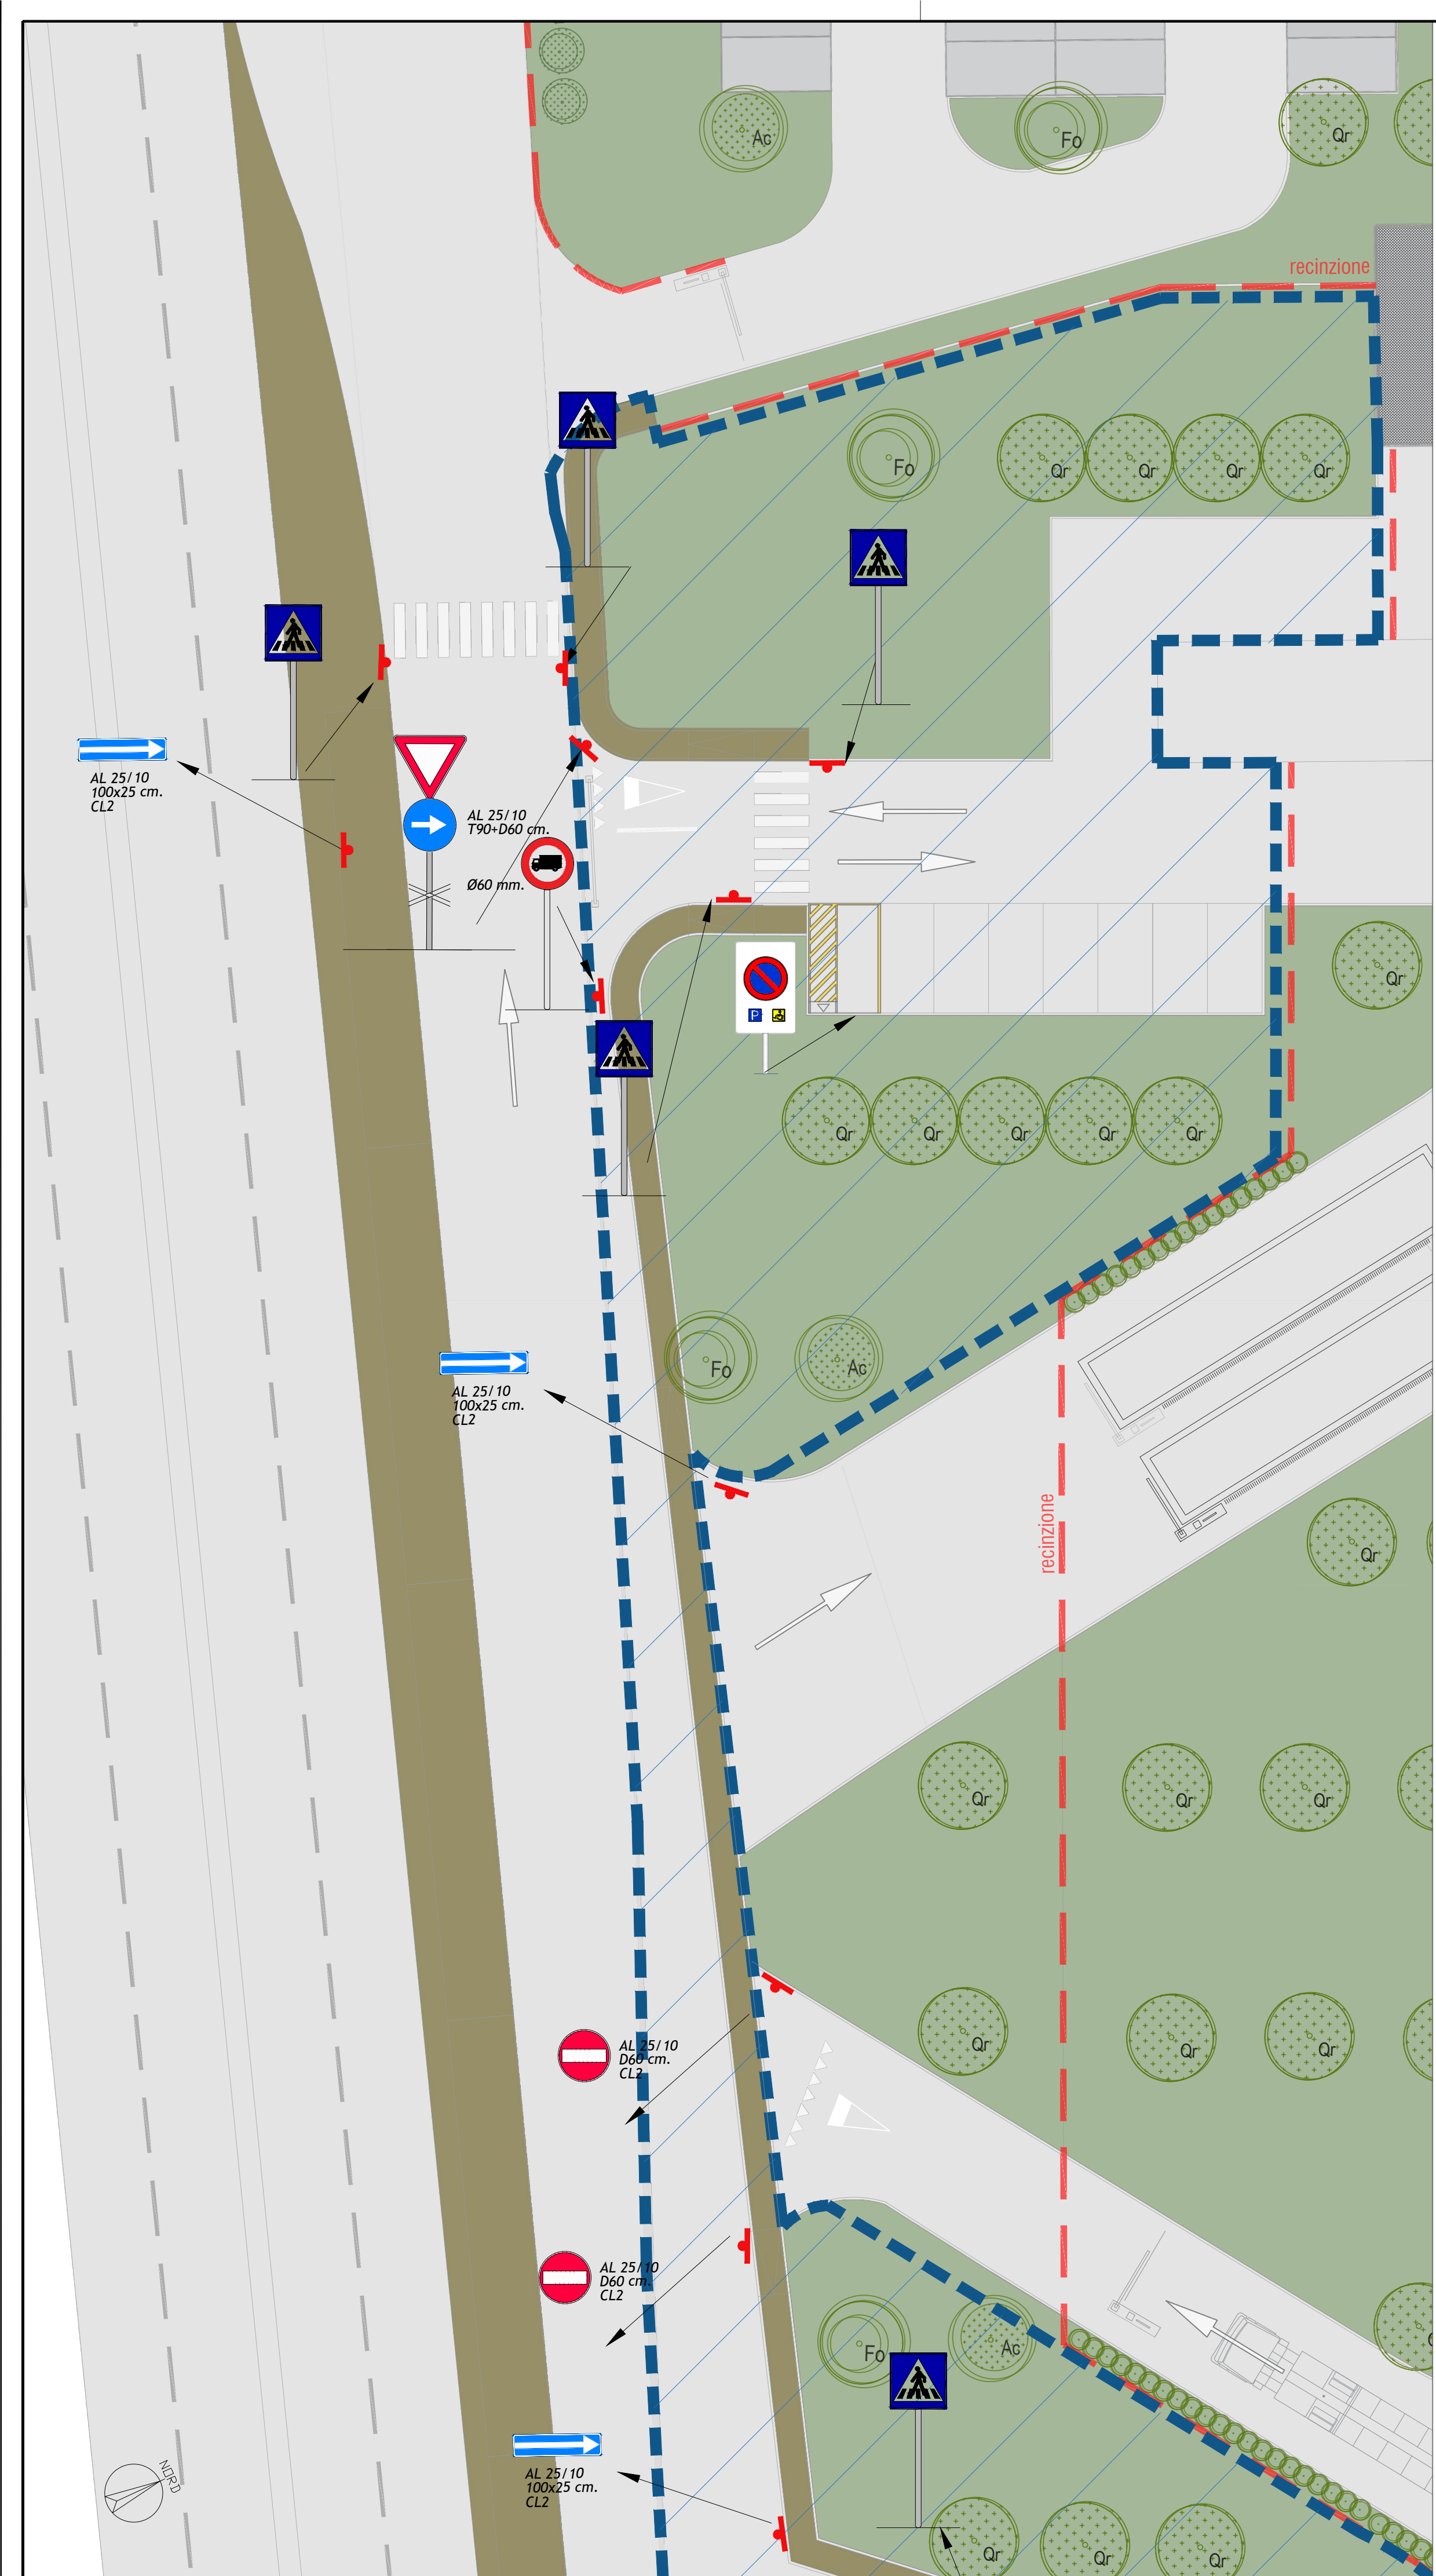 Ac
Fo
Qr
recinzione
Fo
Qr
Qr
Qr
Qr
AL 25/10
100x25 cm.
CL2
AL 25/10
T90+D60 cm.
Ø60 mm.
P
Qr
Qr
Qr
Qr
Qr
Qr
Fo
Ac
AL 25/10
100x25 cm.
CL2
recinzione
Qr
Qr
Qr
Qr
Qr
Qr
Qr
AL 25/10
D60 cm.
CL2
AL 25/10
D60 cm.
CL2
Fo
Ac
AL 25/10
100x25 cm.
CL2
NORD
Qr
Qr
Qr